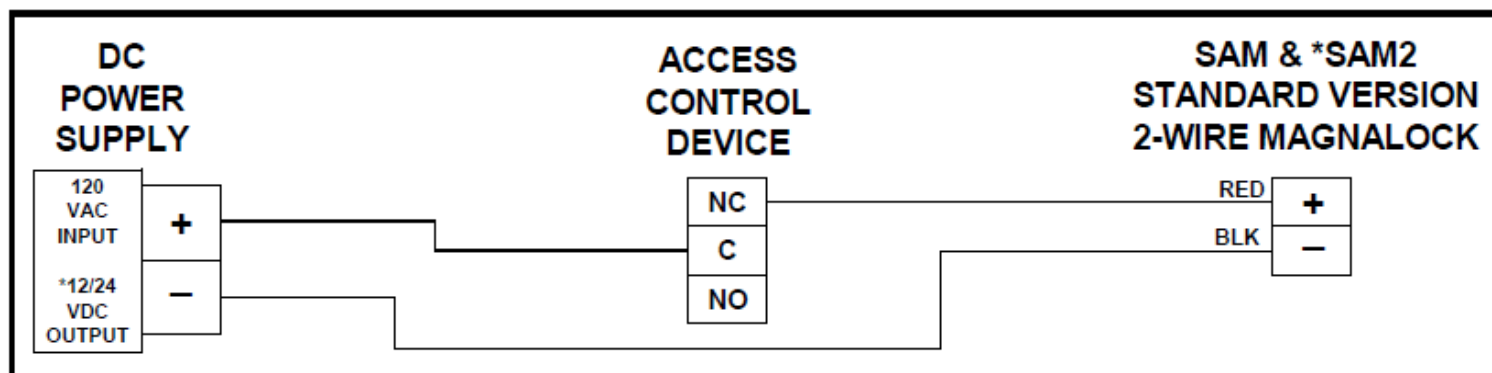 DC
POWER
SUPPLY
120
VAC
INPUT
*12/24
VDC
OUTPUT
+
−
ACCESS
CONTROL
DEVICE
NC
C
NO
SAM & *SAM2
STANDARD VERSION
2-WIRE MAGNALOCK
RED
+
BLK
−